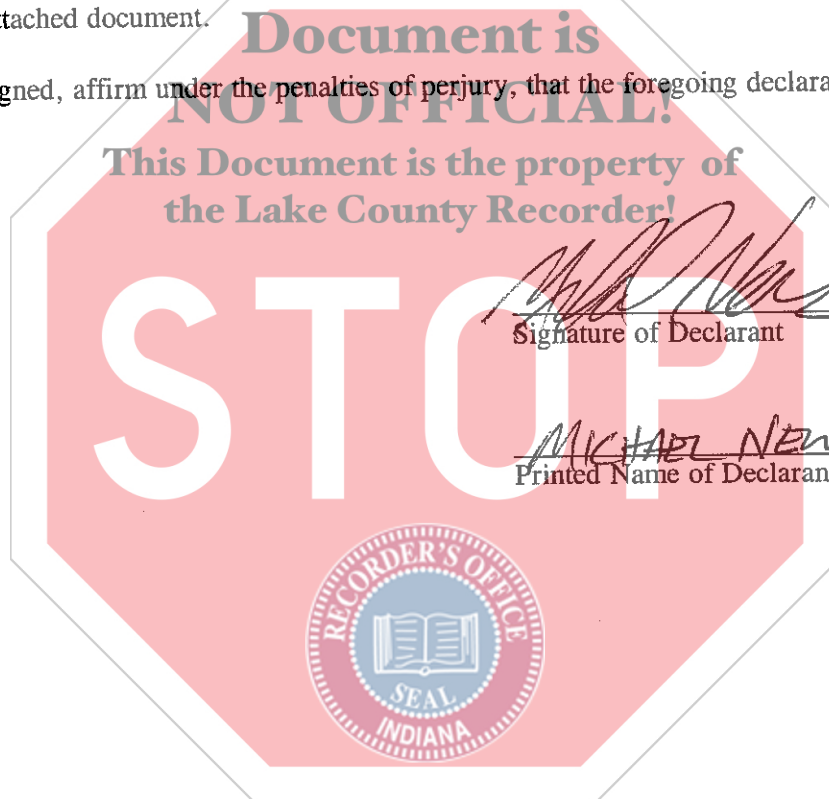 ttached document.
Document is
gned, affirm under the penalties of perjury, that the foregoing declara
NOT OFFICIAL!
This Document is the property of
the Lake County Recorder!
Signature of Declarant
STOP
MICHAEL NEW
Printed Name of Declaran
RECORDER'S OFFICE
SEAL
INDIANA